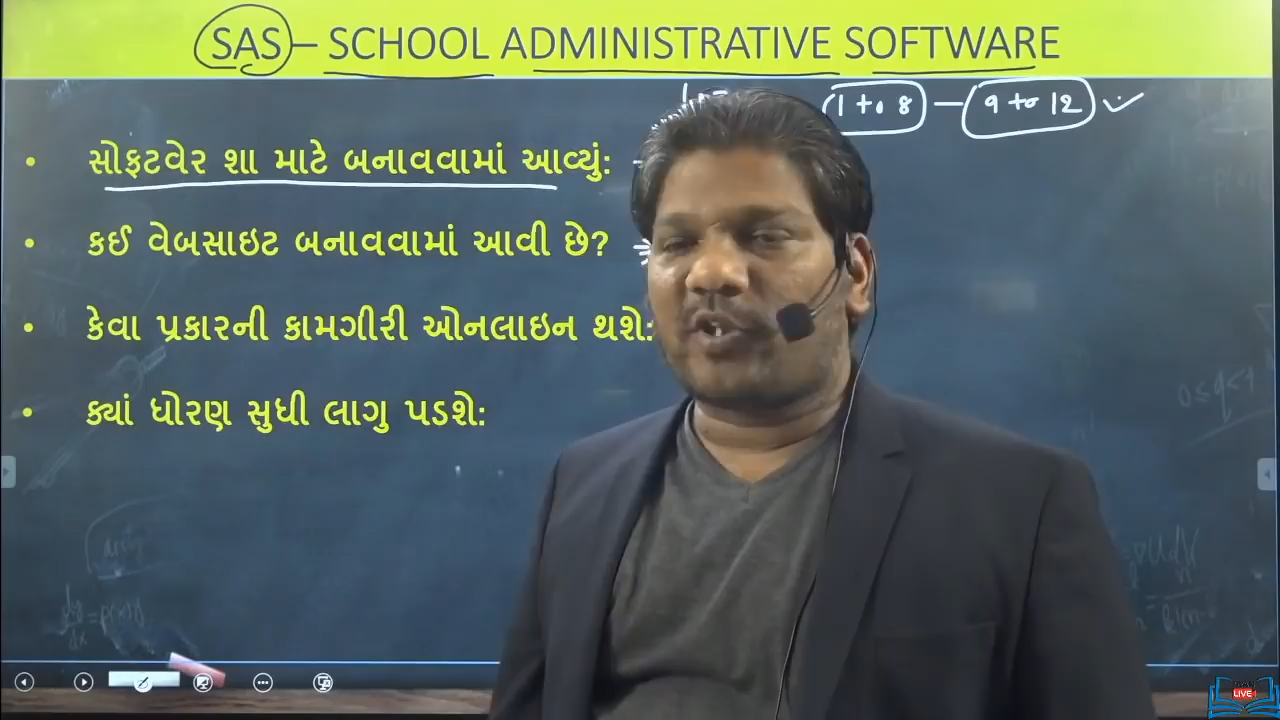 SAS – SCHOOL ADMINISTRATIVE SOFTWARE
1 to 8 — 9 to 12
• સોફટવેર શા માટે બનાવવામાં આવ્યું:
• કઈ વેબસાઇટ બનાવવામાં આવી છે?
• કેવા પ્રકારની કામગીરી ઓનલાઇન થશે:
• ક્યાં ધોરણ સુધી લાગુ પડશે:
LIVE